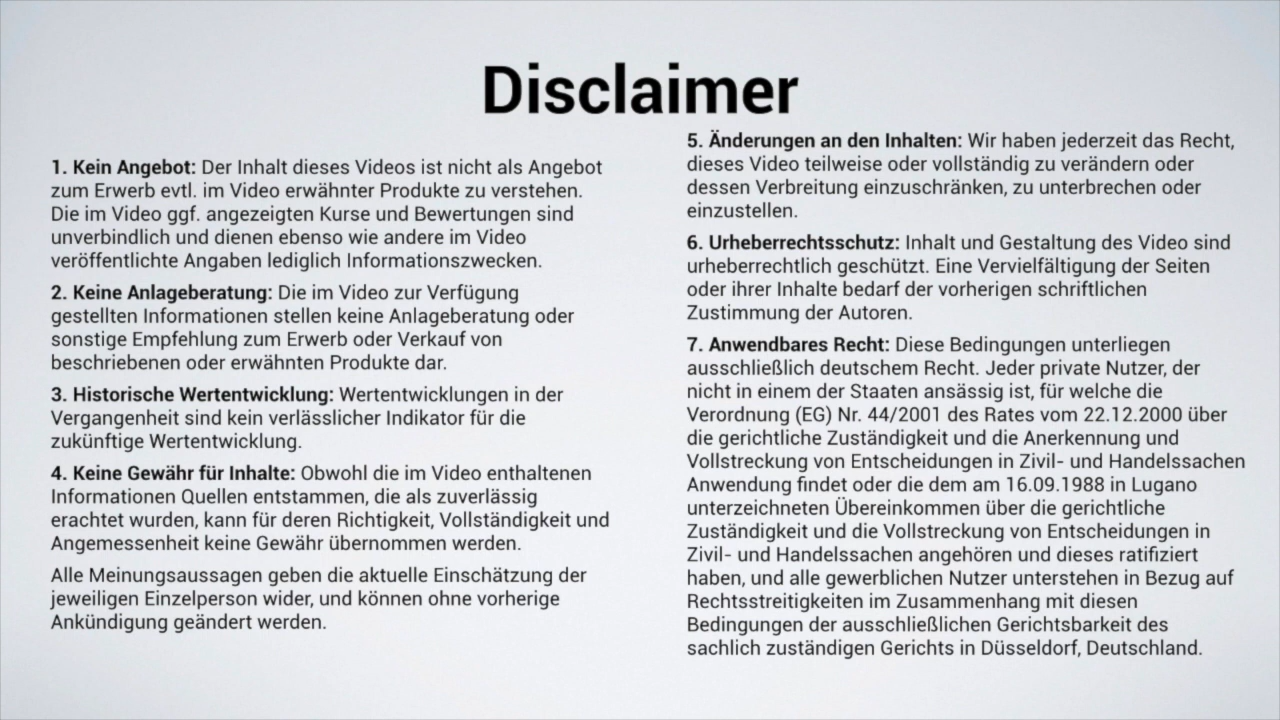 Disclaimer
1. Kein Angebot: Der Inhalt dieses Videos ist nicht als Angebot
zum Erwerb evtl. im Video erwähnter Produkte zu verstehen.
Die im Video ggf. angezeigten Kurse und Bewertungen sind
unverbindlich und dienen ebenso wie andere im Video
veröffentlichte Angaben lediglich Informationszwecken.
2. Keine Anlageberatung: Die im Video zur Verfügung
gestellten Informationen stellen keine Anlageberatung oder
sonstige Empfehlung zum Erwerb oder Verkauf von
beschriebenen oder erwähnten Produkte dar.
3. Historische Wertentwicklung: Wertentwicklungen in der
Vergangenheit sind kein verlässlicher Indikator für die
zukünftige Wertentwicklung.
4. Keine Gewähr für Inhalte: Obwohl die im Video enthaltenen
Informationen Quellen entstammen, die als zuverlässig
erachtet wurden, kann für deren Richtigkeit, Vollständigkeit und
Angemessenheit keine Gewähr übernommen werden.
Alle Meinungsaussagen geben die aktuelle Einschätzung der
jeweiligen Einzelperson wider, und können ohne vorherige
Ankündigung geändert werden.
5. Änderungen an den Inhalten: Wir haben jederzeit das Recht,
dieses Video teilweise oder vollständig zu verändern oder
dessen Verbreitung einzuschränken, zu unterbrechen oder
einzustellen.
6. Urheberrechtsschutz: Inhalt und Gestaltung des Video sind
urheberrechtlich geschützt. Eine Vervielfältigung der Seiten
oder ihrer Inhalte bedarf der vorherigen schriftlichen
Zustimmung der Autoren.
7. Anwendbares Recht: Diese Bedingungen unterliegen
ausschließlich deutschem Recht. Jeder private Nutzer, der
nicht in einem der Staaten ansässig ist, für welche die
Verordnung (EG) Nr. 44/2001 des Rates vom 22.12.2000 über
die gerichtliche Zuständigkeit und die Anerkennung und
Vollstreckung von Entscheidungen in Zivil- und Handelssachen
Anwendung findet oder die dem am 16.09.1988 in Lugano
unterzeichneten Übereinkommen über die gerichtliche
Zuständigkeit und die Vollstreckung von Entscheidungen in
Zivil- und Handelssachen angehören und dieses ratifiziert
haben, und alle gewerblichen Nutzer unterstehen in Bezug auf
Rechtsstreitigkeiten im Zusammenhang mit diesen
Bedingungen der ausschließlichen Gerichtsbarkeit des
sachlich zuständigen Gerichts in Düsseldorf, Deutschland.